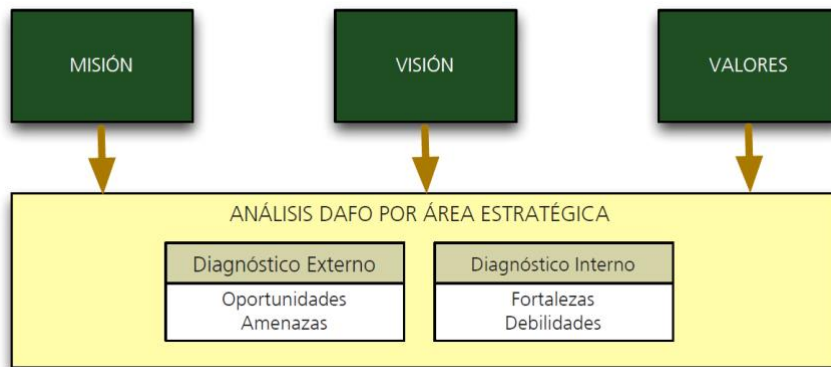 MISIÓN
VISIÓN
VALORES
ANÁLISIS DAFO POR ÁREA ESTRATÉGICA
Diagnóstico Externo
Oportunidades
Amenazas
Diagnóstico Interno
Fortalezas
Debilidades